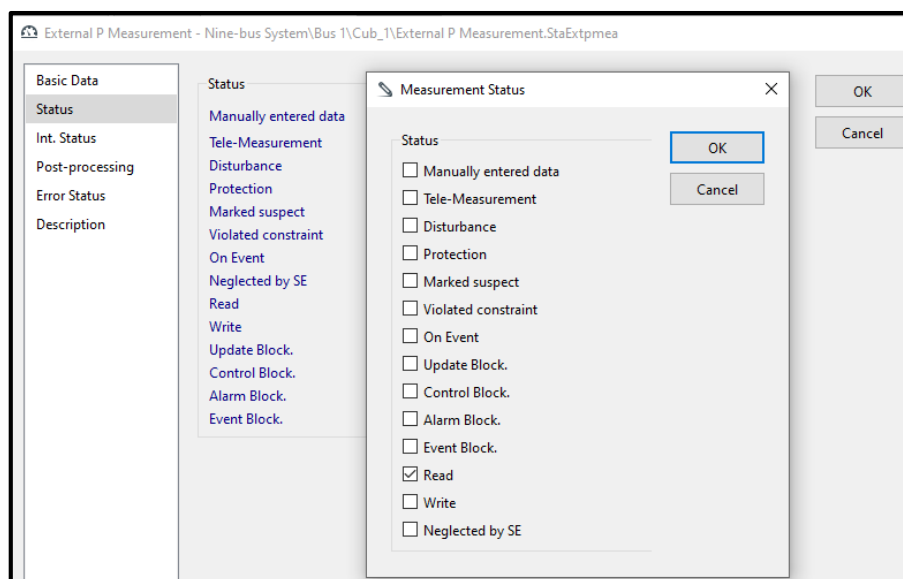 External P Measurement - Nine-bus System\Bus 1\Cub_1\External P Measurement.StaExtpmea
Basic Data
Status
Int. Status
Post-processing
Error Status
Description
Status
Manually entered data
Tele-Measurement
Disturbance
Protection
Marked suspect
Violated constraint
On Event
Neglected by SE
Read
Write
Update Block.
Control Block.
Alarm Block.
Event Block.
Measurement Status
Status
Manually entered data
Tele-Measurement
Disturbance
Protection
Marked suspect
Violated constraint
On Event
Update Block.
Control Block.
Alarm Block.
Event Block.
Read
Write
Neglected by SE
OK
Cancel
OK
Cancel